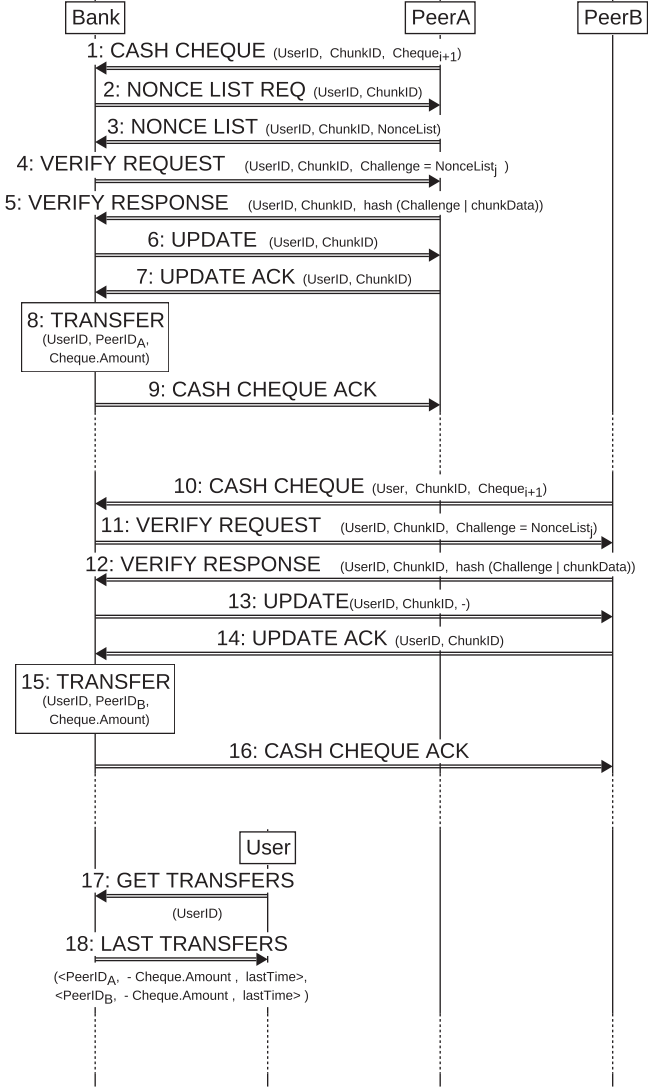 Bank PeerA PeerB
1: CASH CHEQUE (UserID, ChunkID, Cheque_i+1)
2: NONCE LIST REQ (UserID, ChunkID)
3: NONCE LIST (UserID, ChunkID, NonceList)
4: VERIFY REQUEST (UserID, ChunkID, Challenge = NonceList_j )
5: VERIFY RESPONSE (UserID, ChunkID, hash (Challenge | chunkData))
6: UPDATE (UserID, ChunkID)
7: UPDATE ACK (UserID, ChunkID)
8: TRANSFER
(UserID, PeerID_A,
Cheque.Amount)
9: CASH CHEQUE ACK
10: CASH CHEQUE (User, ChunkID, Cheque_i+1)
11: VERIFY REQUEST (UserID, ChunkID, Challenge = NonceList_j)
12: VERIFY RESPONSE (UserID, ChunkID, hash (Challenge | chunkData))
13: UPDATE(UserID, ChunkID, -)
14: UPDATE ACK (UserID, ChunkID)
15: TRANSFER
(UserID, PeerID_B,
Cheque.Amount)
16: CASH CHEQUE ACK
User
17: GET TRANSFERS
(UserID)
18: LAST TRANSFERS
(<PeerID_A, - Cheque.Amount , lastTime>,
<PeerID_B, - Cheque.Amount , lastTime> )